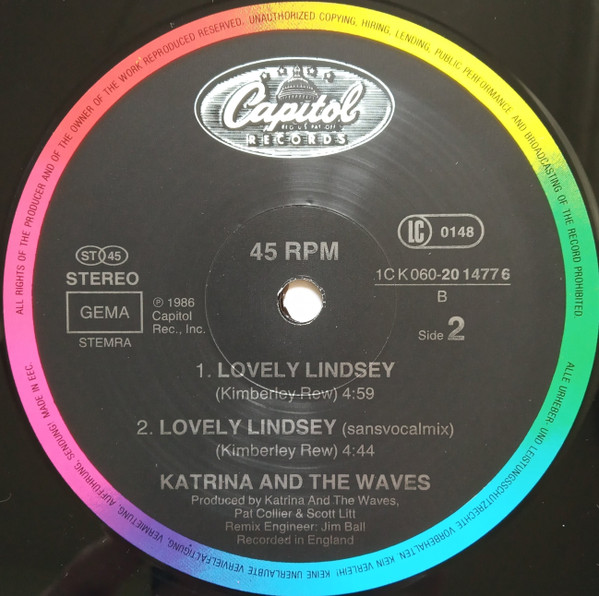 ALL RIGHTS OF THE PRODUCER AND OF THE OWNER OF THE WORK REPRODUCED RESERVED. UNAUTHORIZED COPYING, HIRING, LENDING, PUBLIC PERFORMANCE AND BROADCASTING OF THE RECORD PROHIBITED.
Capitol
RECORDS
45 RPM
LC 0148
ST 45
STEREO
1C K 060-20 1477 6
B
GEMA
STEMRA
℗ 1986
Capitol
Rec., Inc.
Side 2
1. LOVELY LINDSEY
(Kimberley Rew) 4:59
2. LOVELY LINDSEY (sansvocalmix)
(Kimberley Rew) 4:44
KATRINA AND THE WAVES
Produced by Katrina And The Waves,
Pat Collier & Scott Litt
Remix Engineer: Jim Ball
Recorded in England
ALLE URHEBER- UND LEISTUNGSSCHUTZRECHTE VORBEHALTEN KEIN VERLEIH! KEINE UNERLAUBTE VERVIELFÄLTIGUNG, VERMIETUNG, AUFFÜHRUNG, SENDUNG! MADE IN EEC.